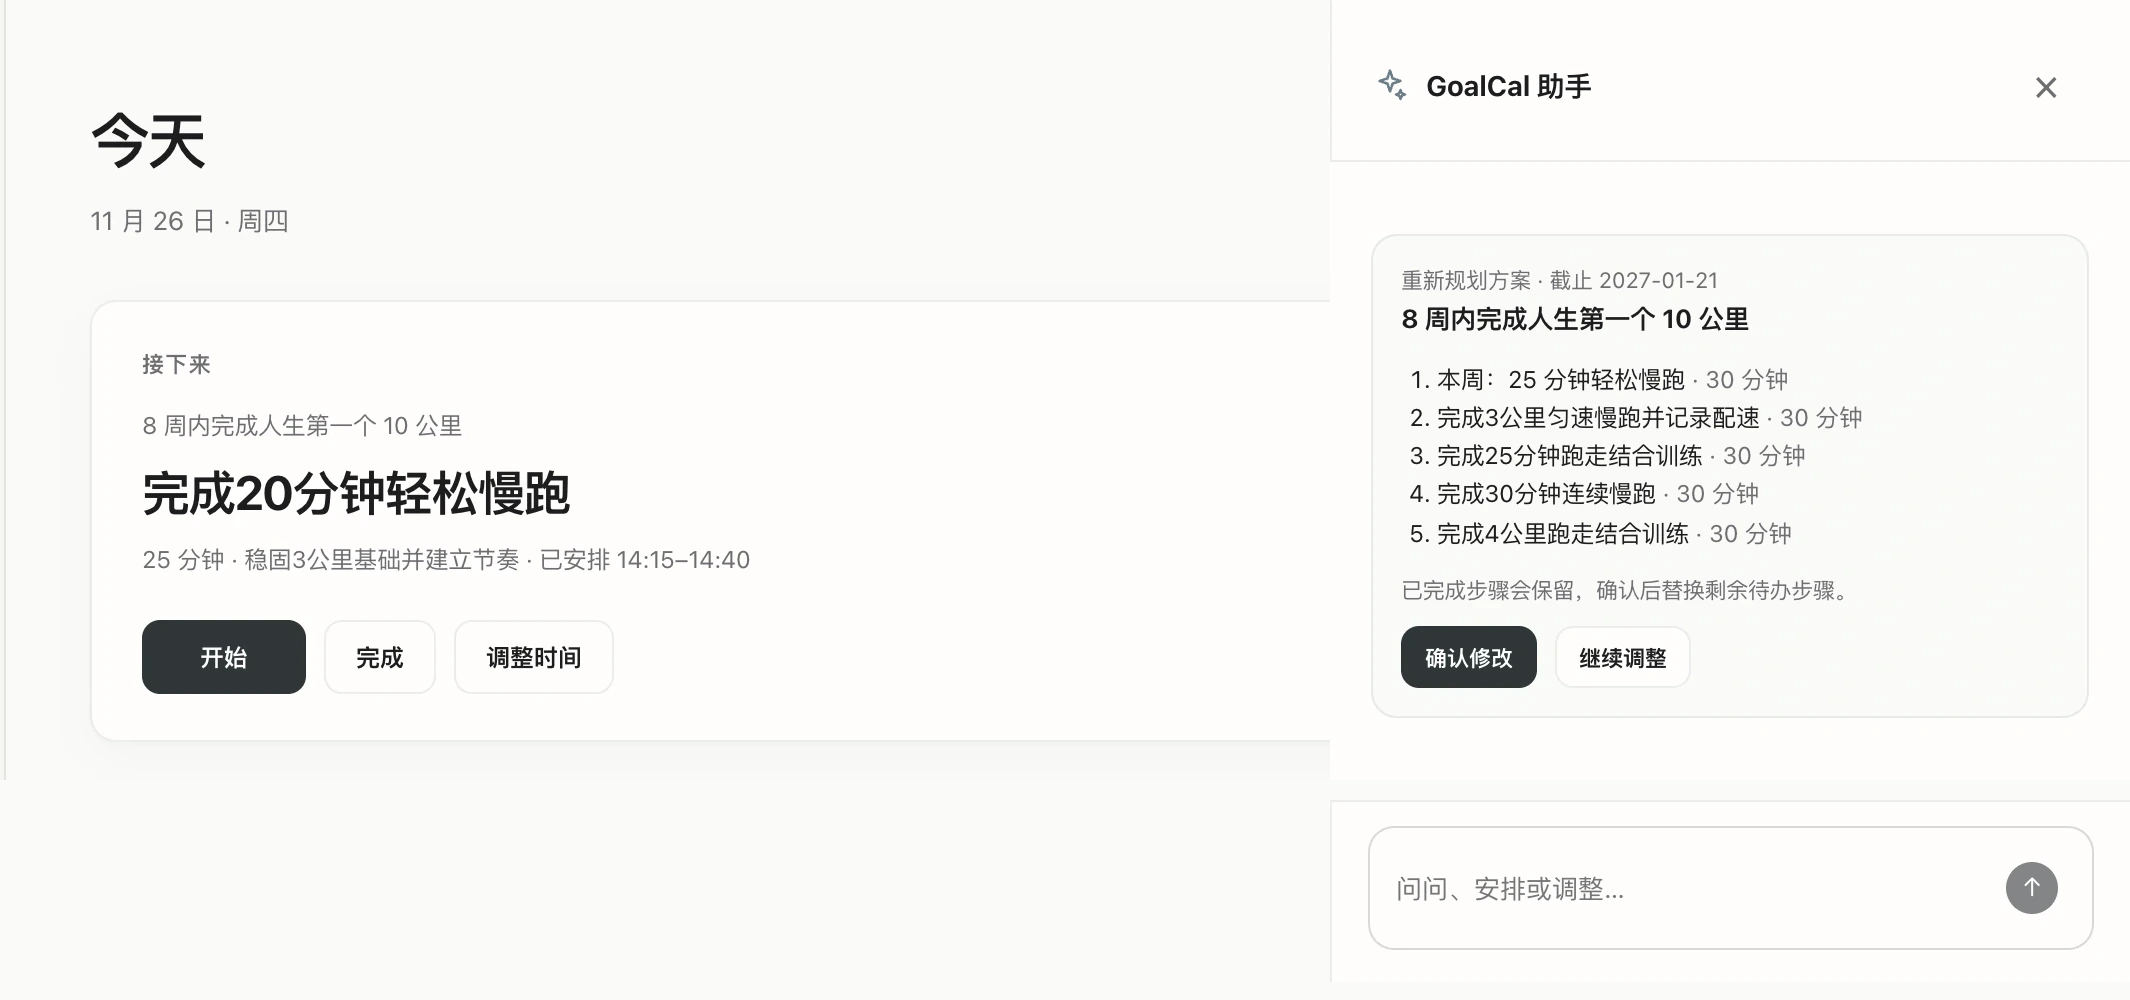 今天
11 月 26 日 · 周四
接下来
8 周内完成人生第一个 10 公里
完成20分钟轻松慢跑
25 分钟 · 稳固3公里基础并建立节奏 · 已安排 14:15–14:40
开始
完成
调整时间
GoalCal 助手
重新规划方案 · 截止 2027-01-21
8 周内完成人生第一个 10 公里
1. 本周：25 分钟轻松慢跑 · 30 分钟
2. 完成3公里匀速慢跑并记录配速 · 30 分钟
3. 完成25分钟跑走结合训练 · 30 分钟
4. 完成30分钟连续慢跑 · 30 分钟
5. 完成4公里跑走结合训练 · 30 分钟
已完成步骤会保留，确认后替换剩余待办步骤。
确认修改
继续调整
问问、安排或调整...